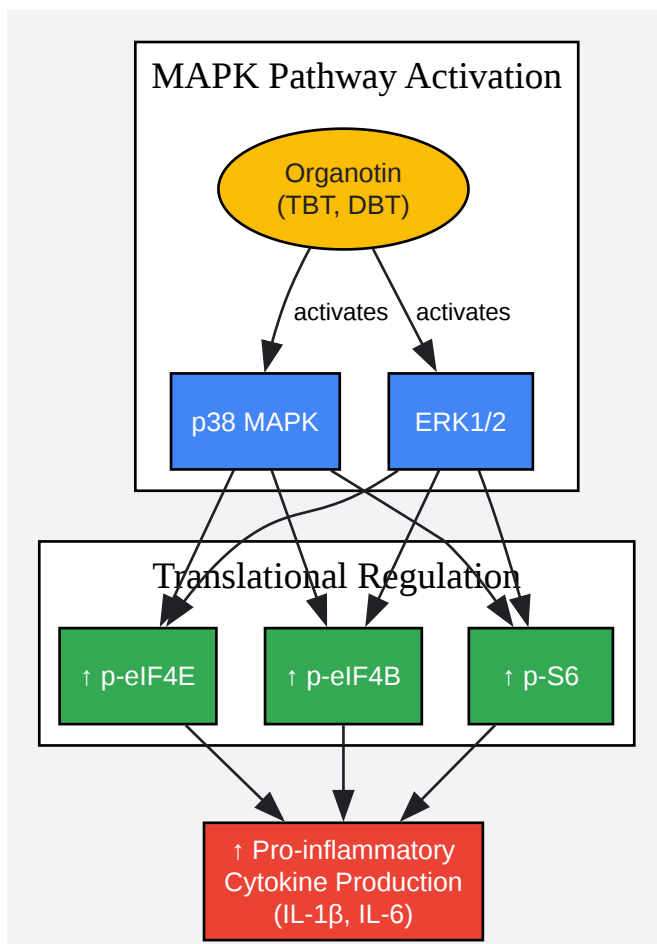 MAPK Pathway Activation
Organotin
(TBT, DBT)
activates
activates
p38 MAPK
ERK1/2
Translational Regulation
↑ p-eIF4E
↑ p-eIF4B
↑ p-S6
↑ Pro-inflammatory
Cytokine Production
(IL-1β, IL-6)